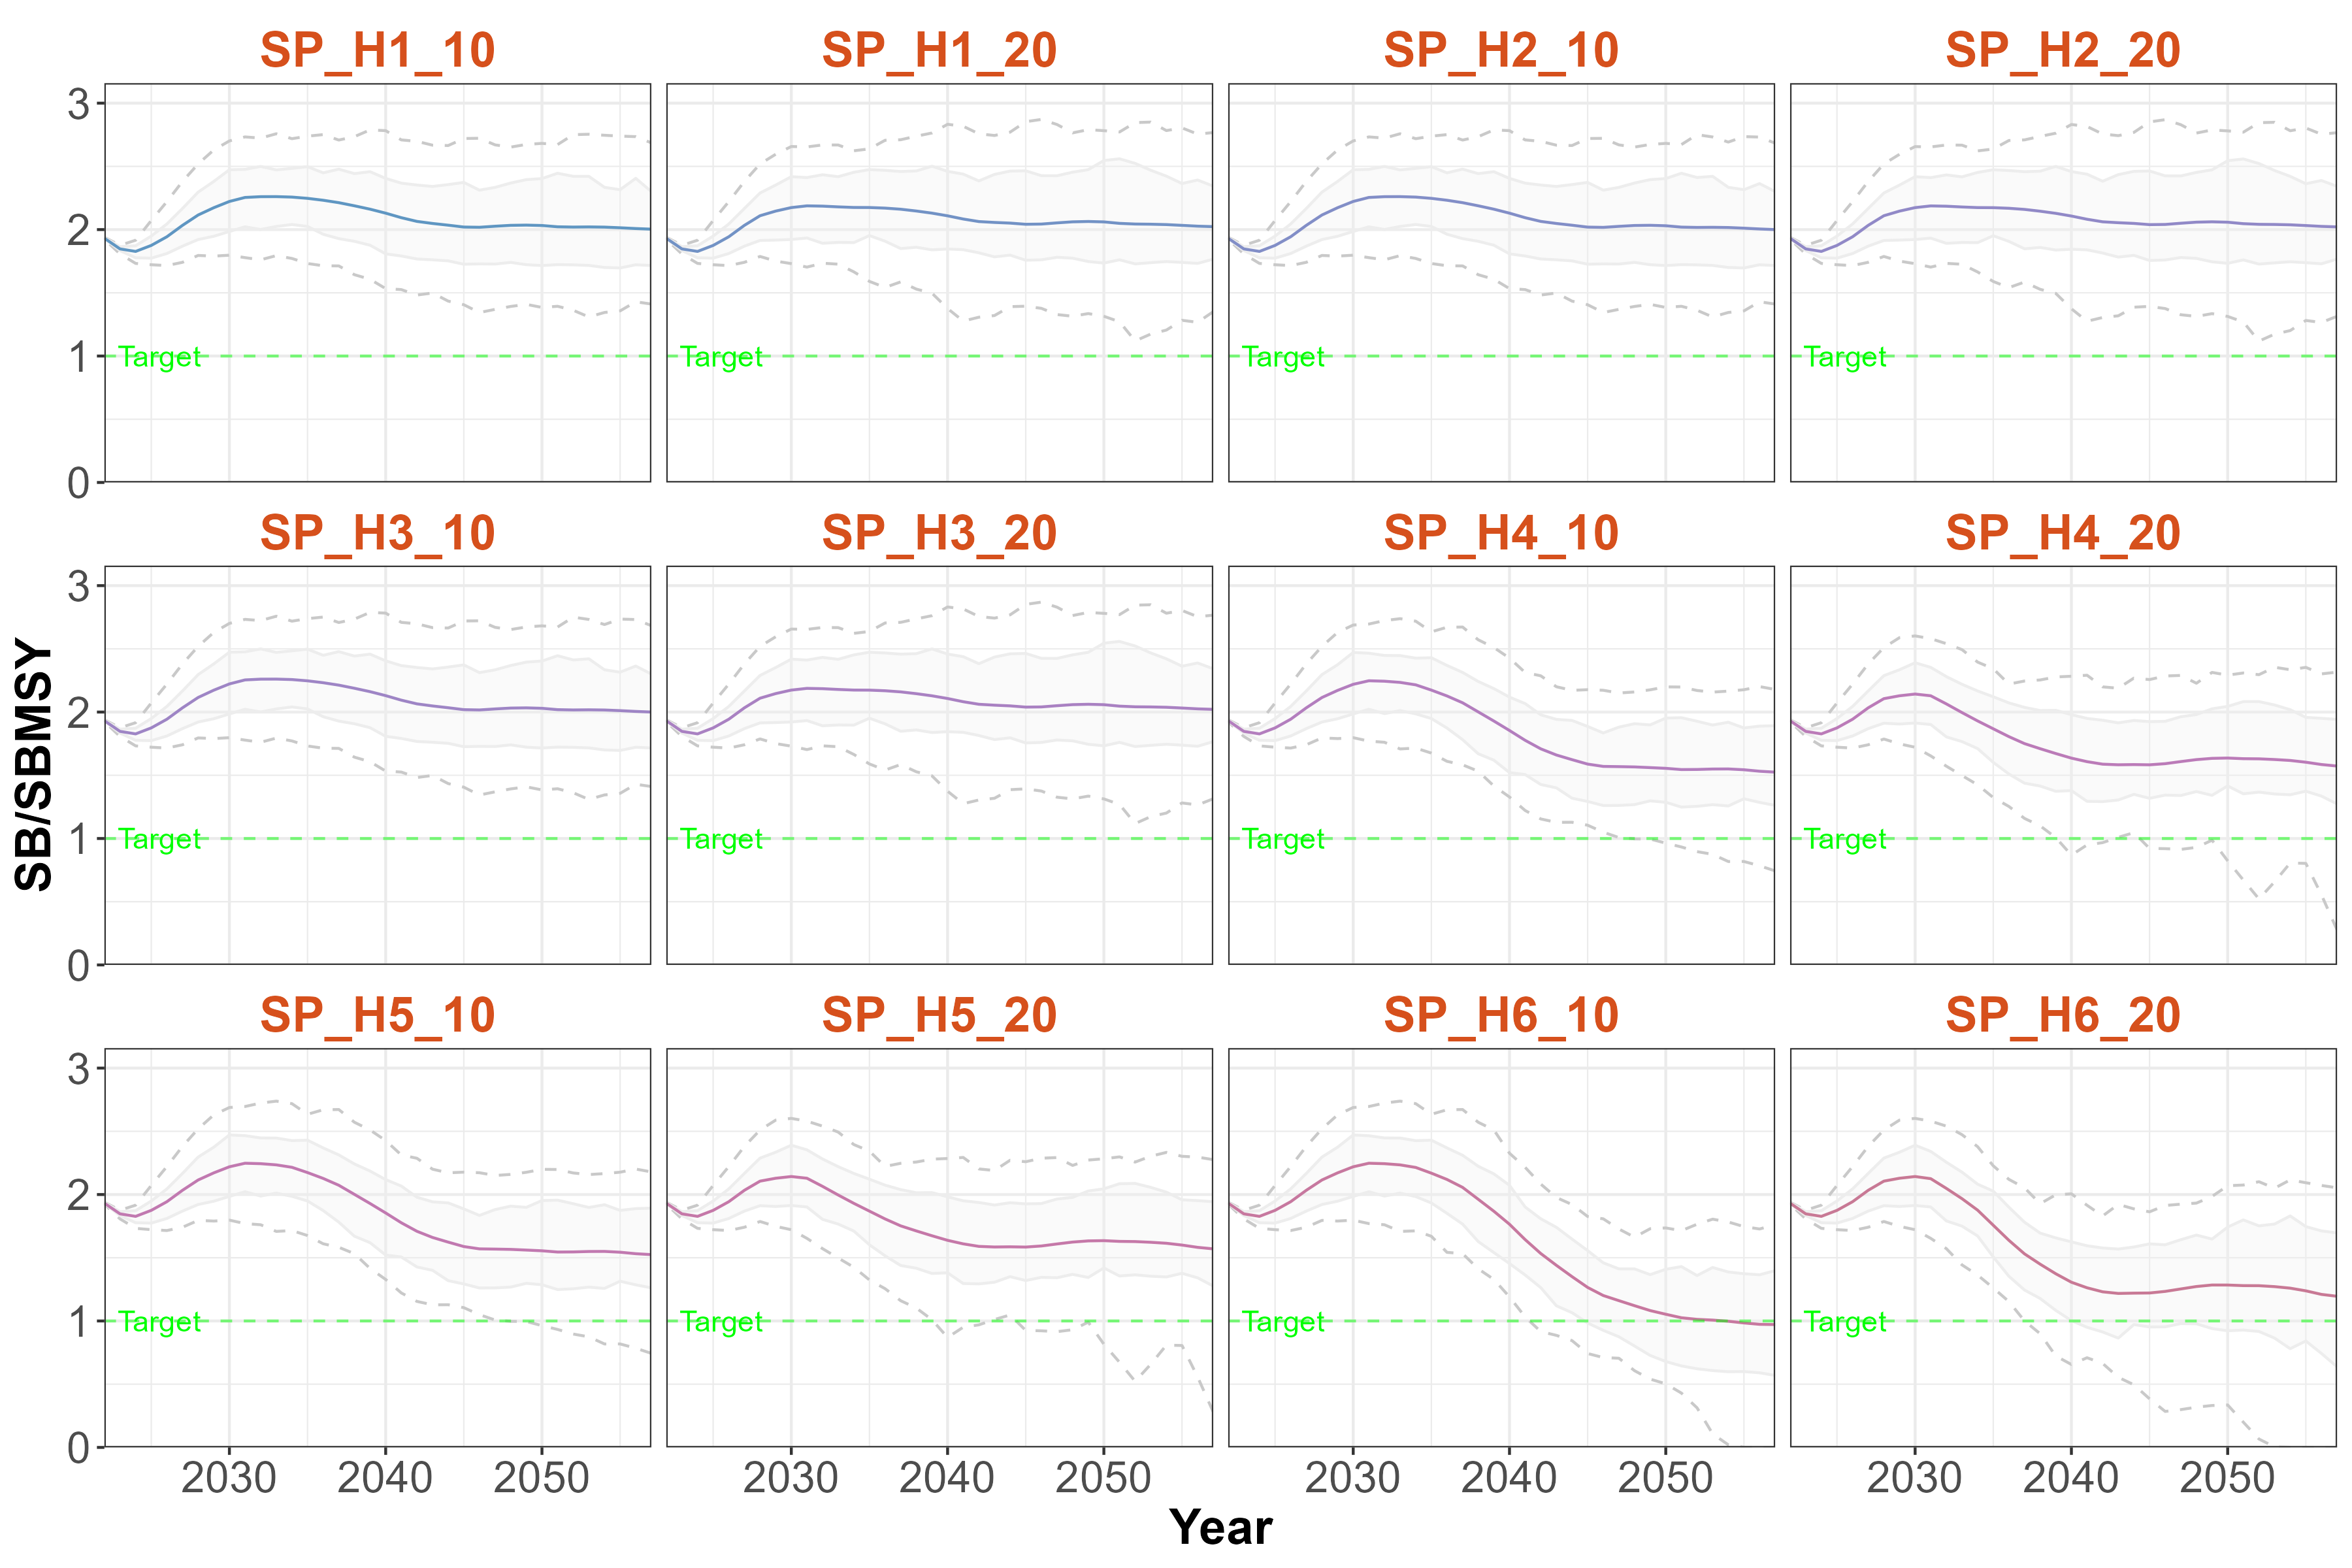 SP_H1_10 SP_H1_20 SP_H2_10 SP_H2_20
3
2
1
0
Target Target Target Target
SP_H3_10 SP_H3_20 SP_H4_10 SP_H4_20
3
2
1
0
Target Target Target Target
SB/SBMSY
SP_H5_10 SP_H5_20 SP_H6_10 SP_H6_20
3
2
1
0
Target Target Target Target
2030 2040 2050 2030 2040 2050 2030 2040 2050 2030 2040 2050
Year